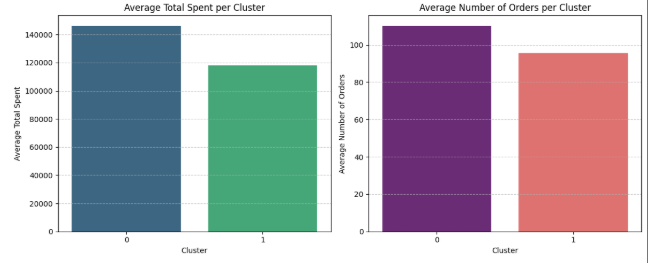 Average Total Spent per Cluster
140000
120000
100000
80000
60000
40000
20000
0
Average Total Spent
0 1
Cluster
Average Number of Orders per Cluster
100
80
60
40
20
0
Average Number of Orders
0 1
Cluster